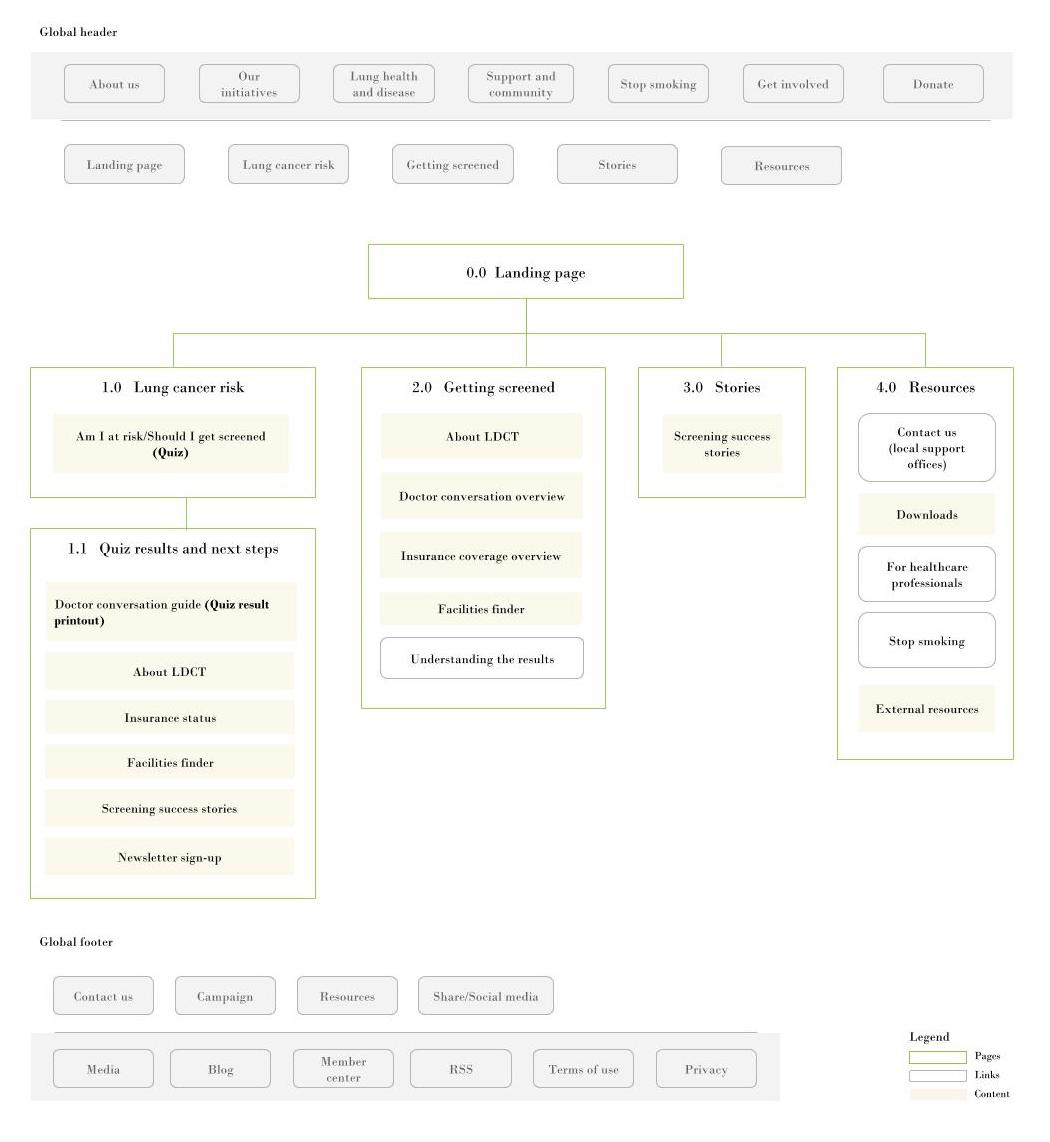 Global header
About us
Our
initiatives
Lung health
and disease
Support and
community
Stop smoking
Get involved
Donate
Landing page
Lung cancer risk
Getting screened
Stories
Resources
0.0 Landing page
1.0 Lung cancer risk
Am I at risk/Should I get screened
(Quiz)
1.1 Quiz results and next steps
Doctor conversation guide (Quiz result
printout)
About LDCT
Insurance status
Facilities finder
Screening success stories
Newsletter sign-up
2.0 Getting screened
About LDCT
Doctor conversation overview
Insurance coverage overview
Facilities finder
Understanding the results
3.0 Stories
Screening success
stories
4.0 Resources
Contact us
(local support
offices)
Downloads
For healthcare
professionals
Stop smoking
External resources
Global footer
Contact us
Campaign
Resources
Share/Social media
Media
Blog
Member
center
RSS
Terms of use
Privacy
Legend
Pages
Links
Content